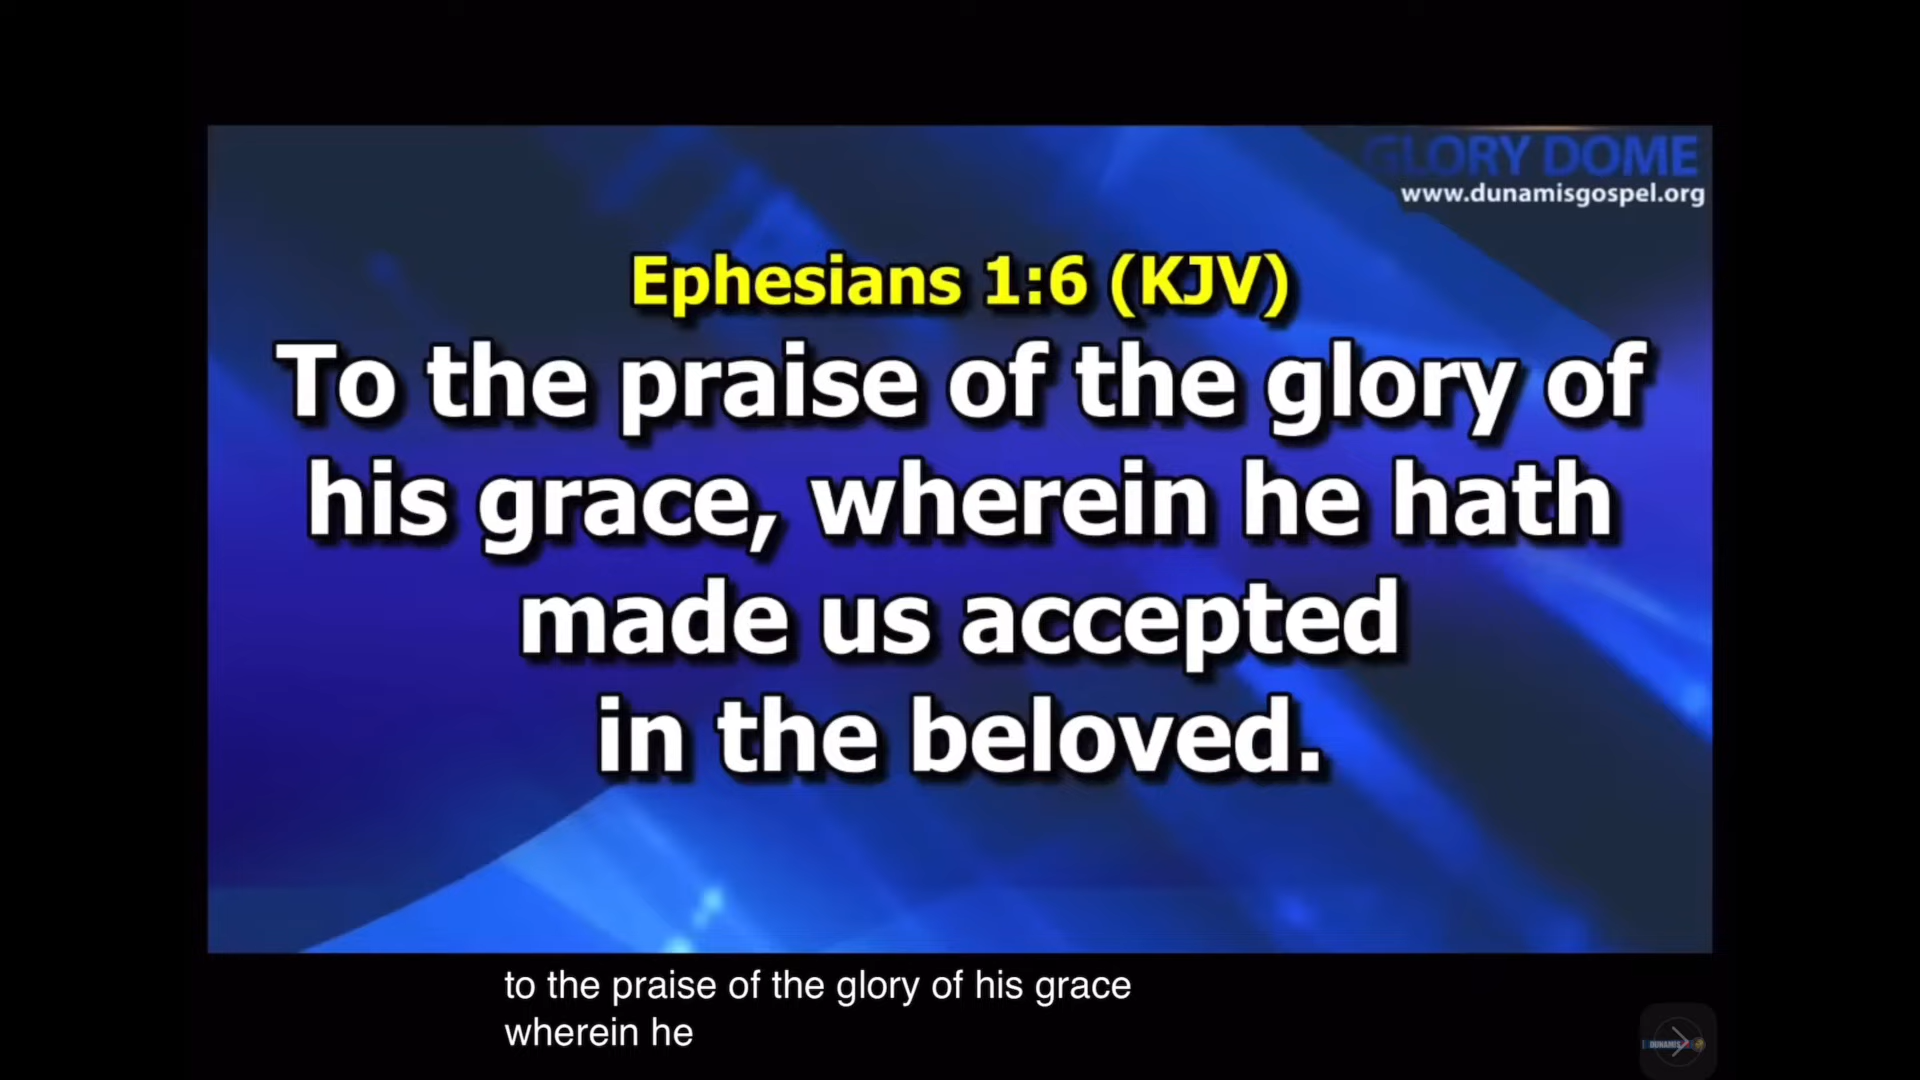 GLORY DOME
www.dunamisgospel.org
Ephesians 1:6 (KJV)
To the praise of the glory of
his grace, wherein he hath
made us accepted
in the beloved.
to the praise of the glory of his grace
wherein he
DUNAMIS